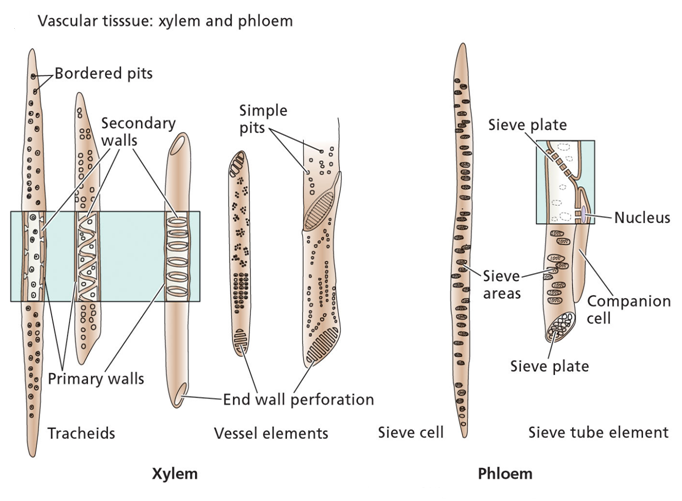 Vascular tisssue: xylem and phloem
Bordered pits
Secondary
walls
Simple
pits
Sieve plate
Nucleus
Sieve
areas
Companion
cell
Sieve plate
Primary walls
End wall perforation
Tracheids
Vessel elements
Sieve cell
Sieve tube element
Xylem
Phloem